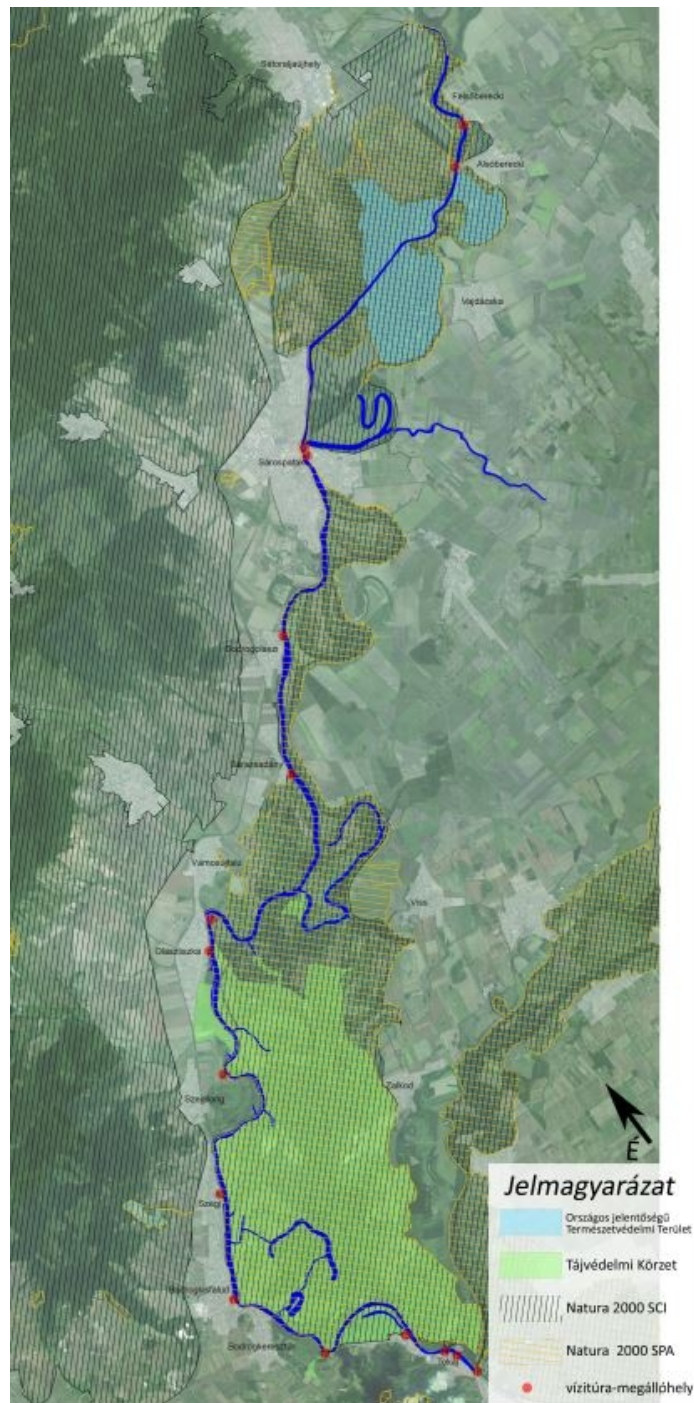 Sátoraljaújhely
Felsőberecki
Alsóberecki
Vajdácska
Sárospatak
Bodrogolaszi
Sárazsadány
Vámosújfalu
Viss
Olaszliszka
Zalkod
Szegilong
Szegi
Bodrogkisfalud
Bodrogkeresztúr
Tokaj
É
Jelmagyarázat
Országos jelentőségű
Természetvédelmi Terület
Tájvédelmi Körzet
Natura 2000 SCI
Natura 2000 SPA
vízitúra-megállóhely